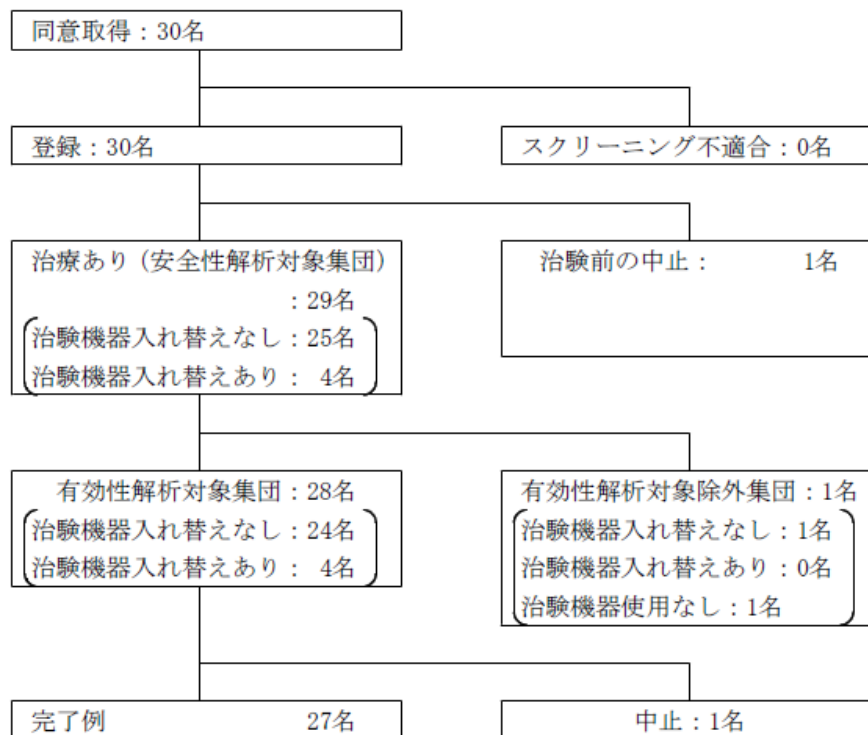 同意取得：30名
登録：30名
スクリーニング不適合：0名
治療あり（安全性解析対象集団）
：29名
治験機器入れ替えなし：25名
治験機器入れ替えあり： 4名
治験前の中止： 1名
有効性解析対象集団：28名
治験機器入れ替えなし：24名
治験機器入れ替えあり： 4名
有効性解析対象除外集団：1名
治験機器入れ替えなし：1名
治験機器入れ替えあり：0名
治験機器使用なし：1名
完了例 27名
中止：1名